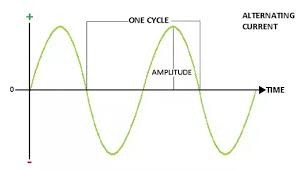 +
ONE CYCLE
ALTERNATING
CURRENT
AMPLITUDE
0
TIME
-